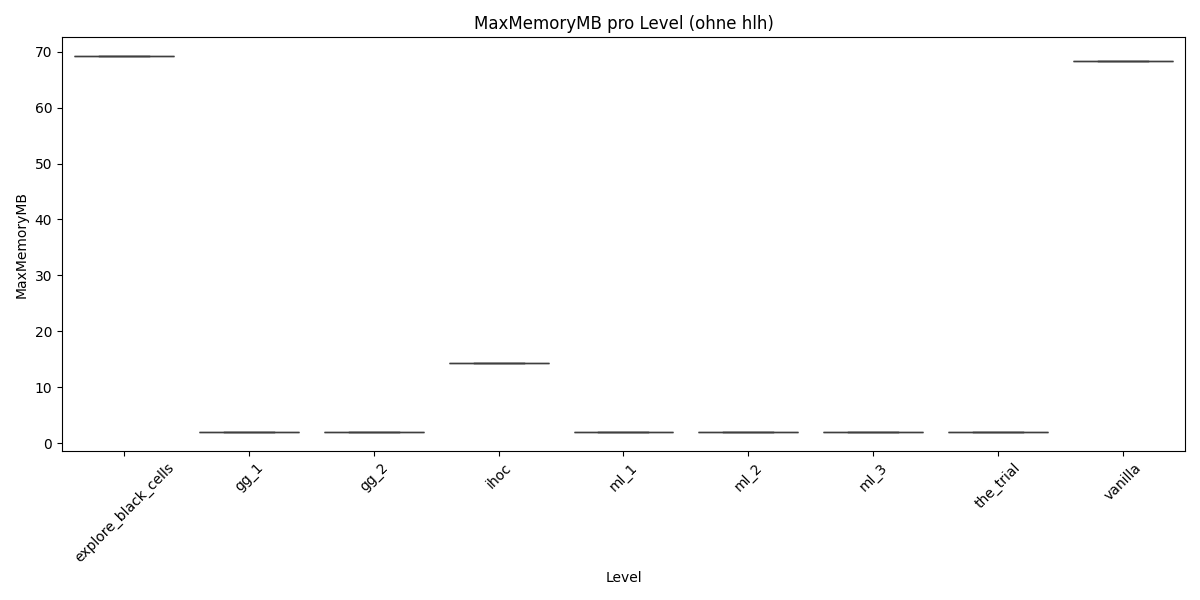 MaxMemoryMB pro Level (ohne hlh)
MaxMemoryMB
70
60
50
40
30
20
10
0
explore_black_cells
gg_1
gg_2
ihoc
ml_1
ml_2
ml_3
the_trial
vanilla
Level